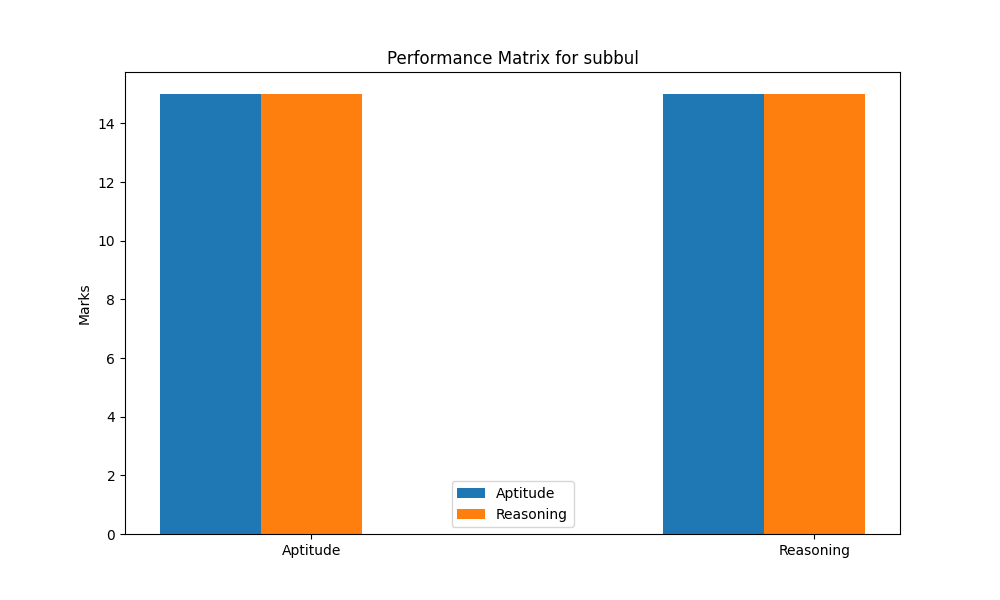 Performance Matrix for subbul
Marks
14
12
10
8
6
4
2
0
Aptitude
Reasoning
Aptitude
Reasoning